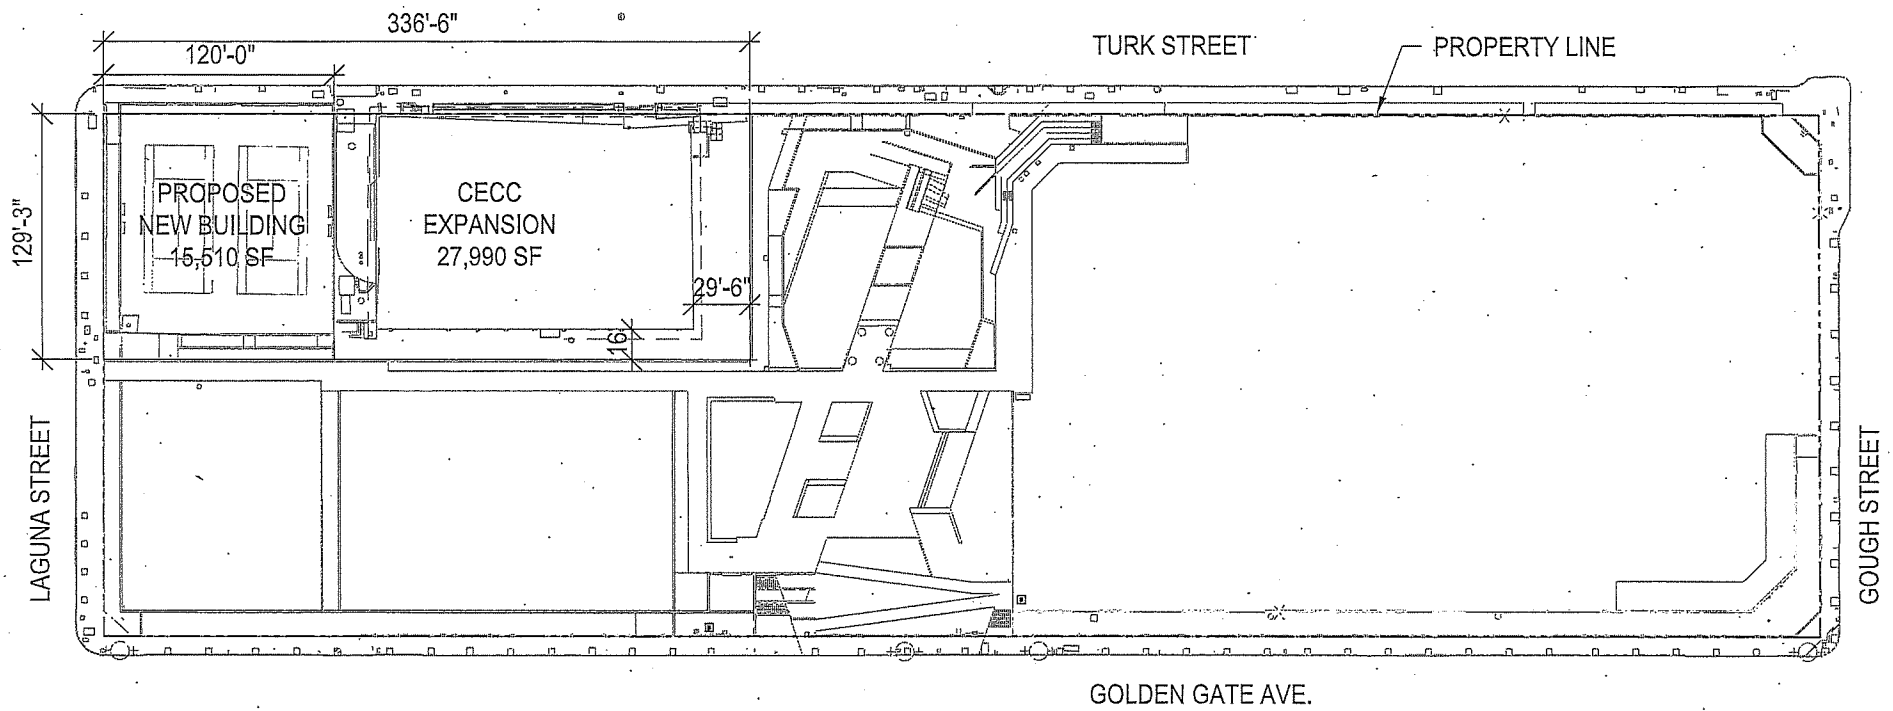 336'-6"
120'-0"
TURK STREET
PROPERTY LINE
129'-3"
PROPOSED
NEW BUILDING
15,510 SF
CECC
EXPANSION
27,990 SF
29'-6"
16
LAGUNA STREET
GOUGH STREET
GOLDEN GATE AVE.